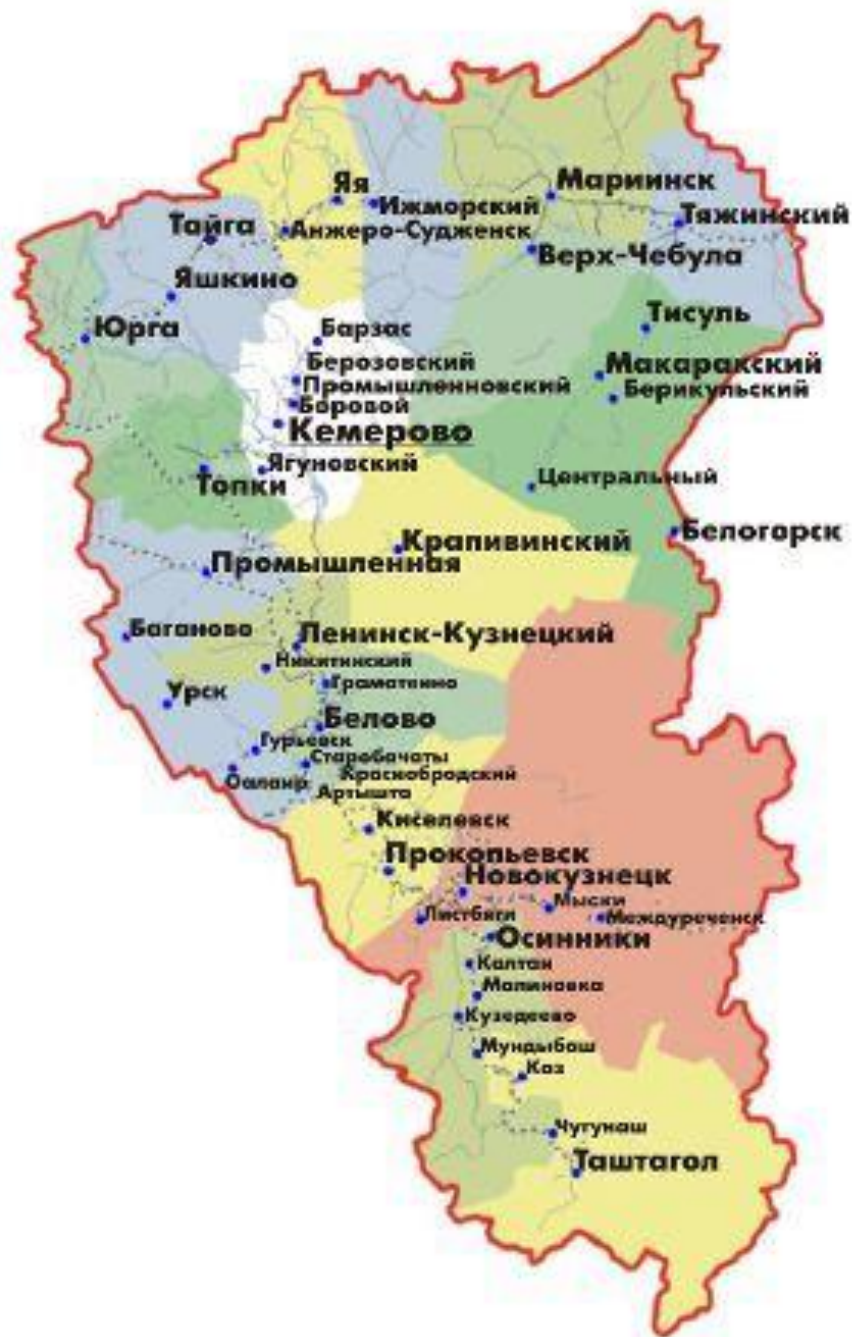 Яя
Мариинск
Ижморский
Тяжинский
Тайга
Анжеро-Судженск
Верх-Чебула
Яшкино
Тисуль
Юрга
Барзас
Берозовский
Макаракский
Промышленновский
Берикульский
Боровой
Кемерово
Ягуновский
Топки
Центральный
Белогорск
Крапивинский
Промышленная
Баганово
Ленинск-Кузнецкий
Никитинский
Урск
Грамотеино
Белово
Гурьевск
Старобачаты
Краснобродский
Артышта
Киселевск
Прокопьевск
Новокузнецк
Мыски
Листвяги
Междуреченск
Осинники
Калтан
Малиновка
Кузедеево
Мундыбаш
Каз
Чугунаш
Таштагол